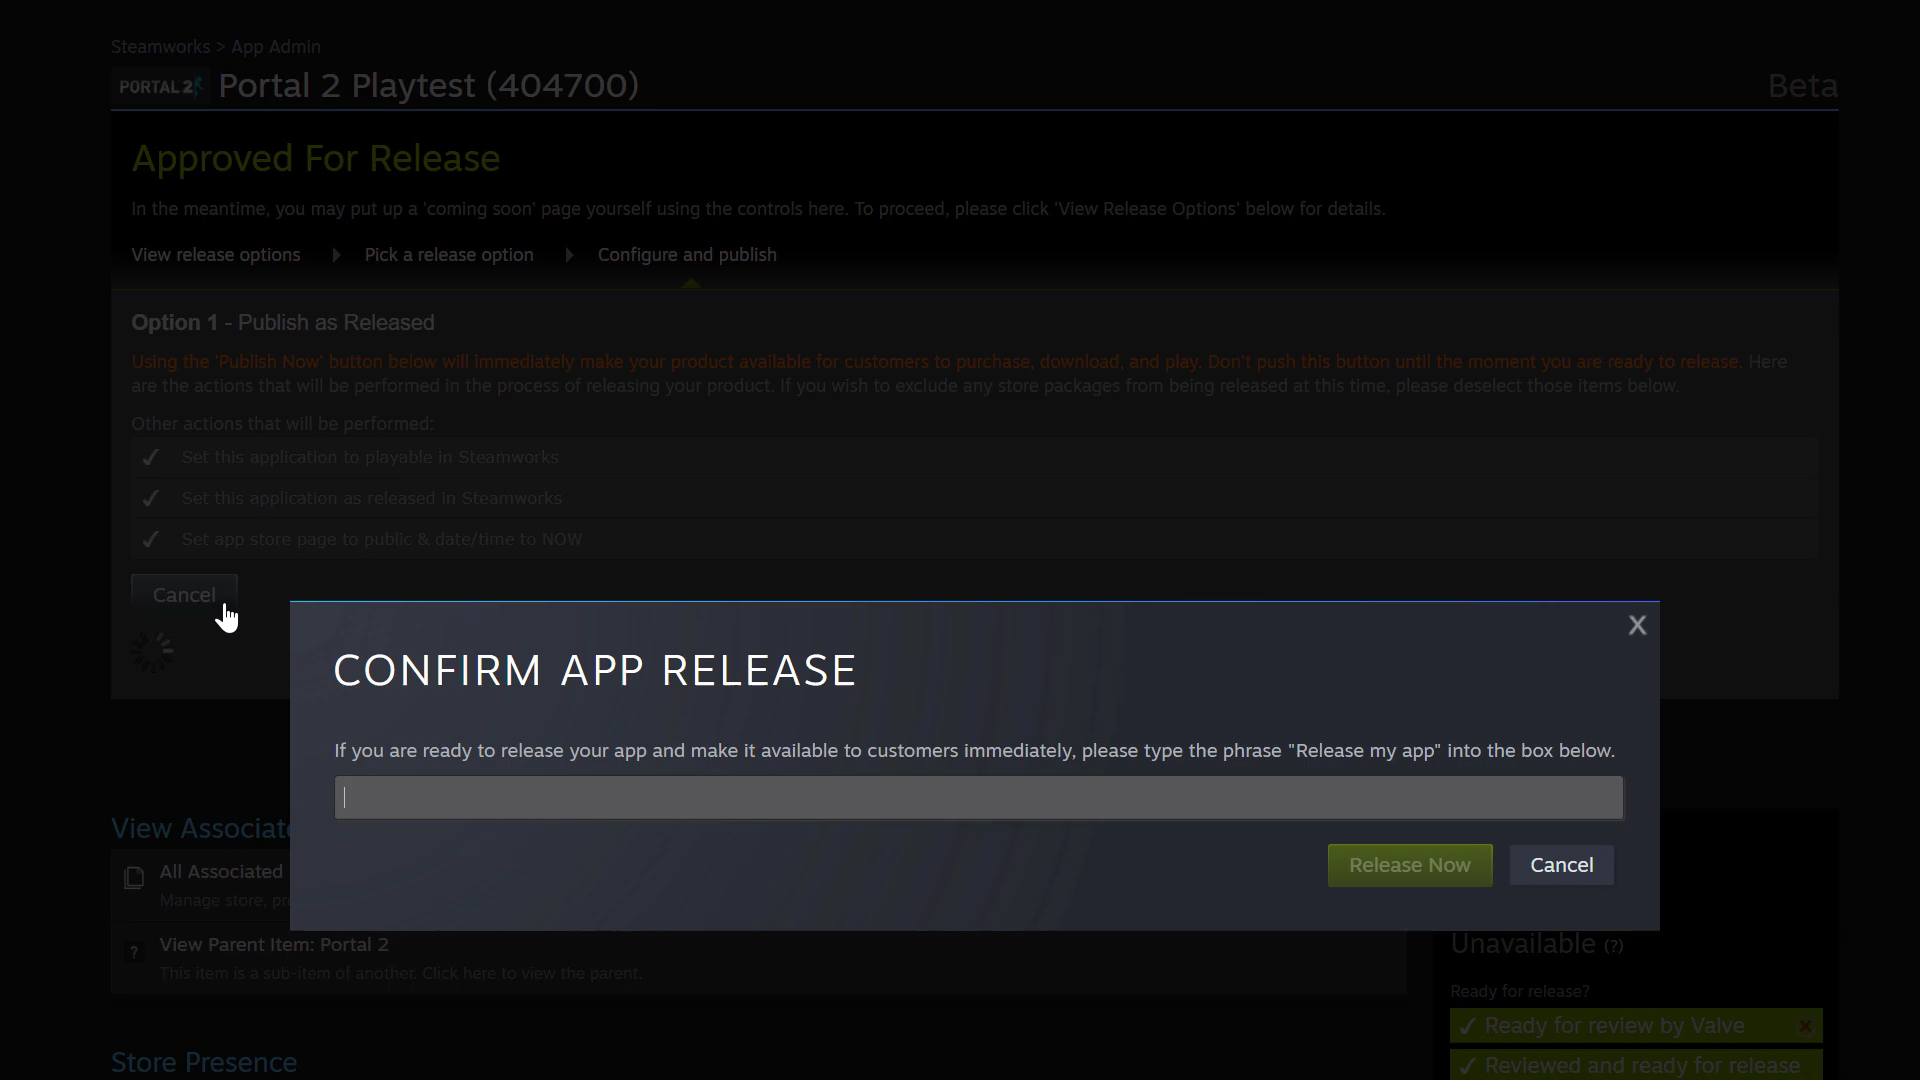 Steamworks > App Admin
PORTAL 2 Portal 2 Playtest (404700) Beta
Approved For Release
In the meantime, you may put up a 'coming soon' page yourself using the controls here. To proceed, please click 'View Release Options' below for details.
View release options Pick a release option Configure and publish
Option 1 - Publish as Released
Using the 'Publish Now' button below will immediately make your product available for customers to purchase, download, and play. Don't push this button until the moment you are ready to release. Here
are the actions that will be performed in the process of releasing your product. If you wish to exclude any store packages from being released at this time, please deselect those items below.
Other actions that will be performed:
Set this application to playable in Steamworks
Set this application as released in Steamworks
Set app store page to public & date/time to NOW
Cancel
X
CONFIRM APP RELEASE
If you are ready to release your app and make it available to customers immediately, please type the phrase "Release my app" into the box below.
Release Now Cancel
View Associate
All Associated
Manage store, pr
? View Parent Item: Portal 2
This item is a sub-item of another. Click here to view the parent.
Store Presence
Unavailable (?)
Ready for release?
Ready for review by Valve
Reviewed and ready for release